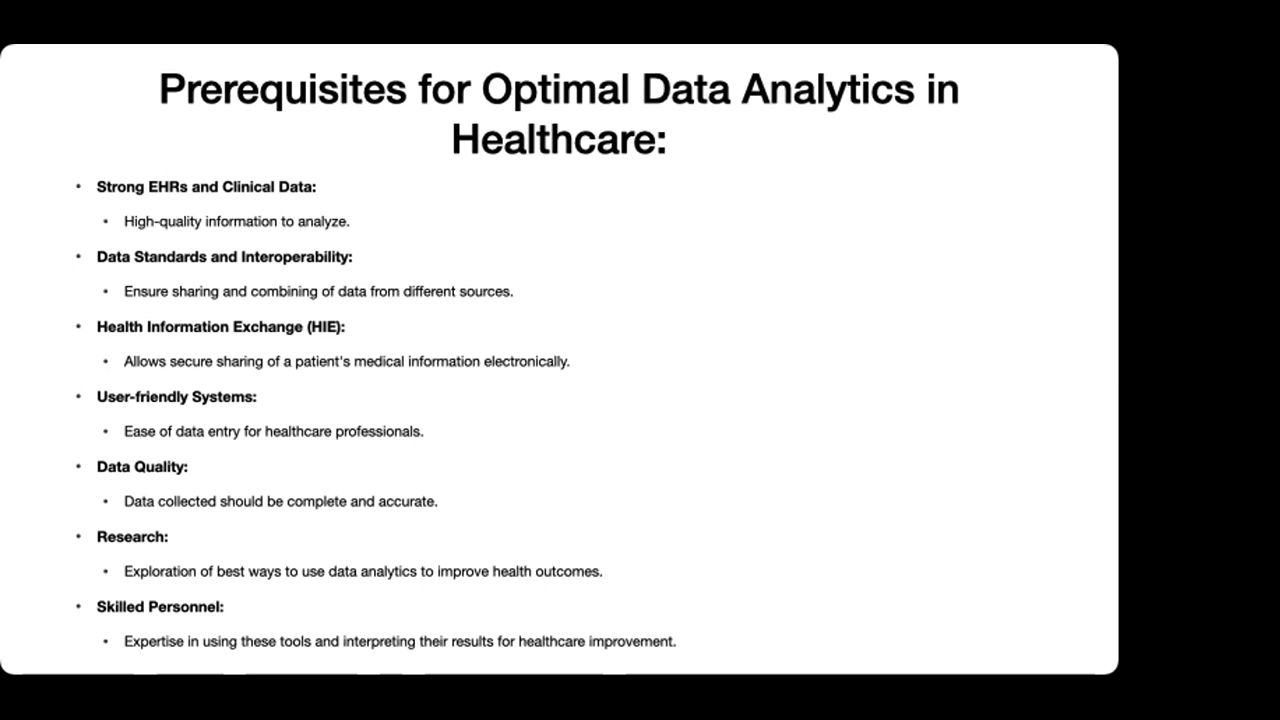 Prerequisites for Optimal Data Analytics in
Healthcare:
• Strong EHRs and Clinical Data:
• High-quality information to analyze.
• Data Standards and Interoperability:
• Ensure sharing and combining of data from different sources.
• Health Information Exchange (HIE):
• Allows secure sharing of a patient's medical information electronically.
• User-friendly Systems:
• Ease of data entry for healthcare professionals.
• Data Quality:
• Data collected should be complete and accurate.
• Research:
• Exploration of best ways to use data analytics to improve health outcomes.
• Skilled Personnel:
• Expertise in using these tools and interpreting their results for healthcare improvement.